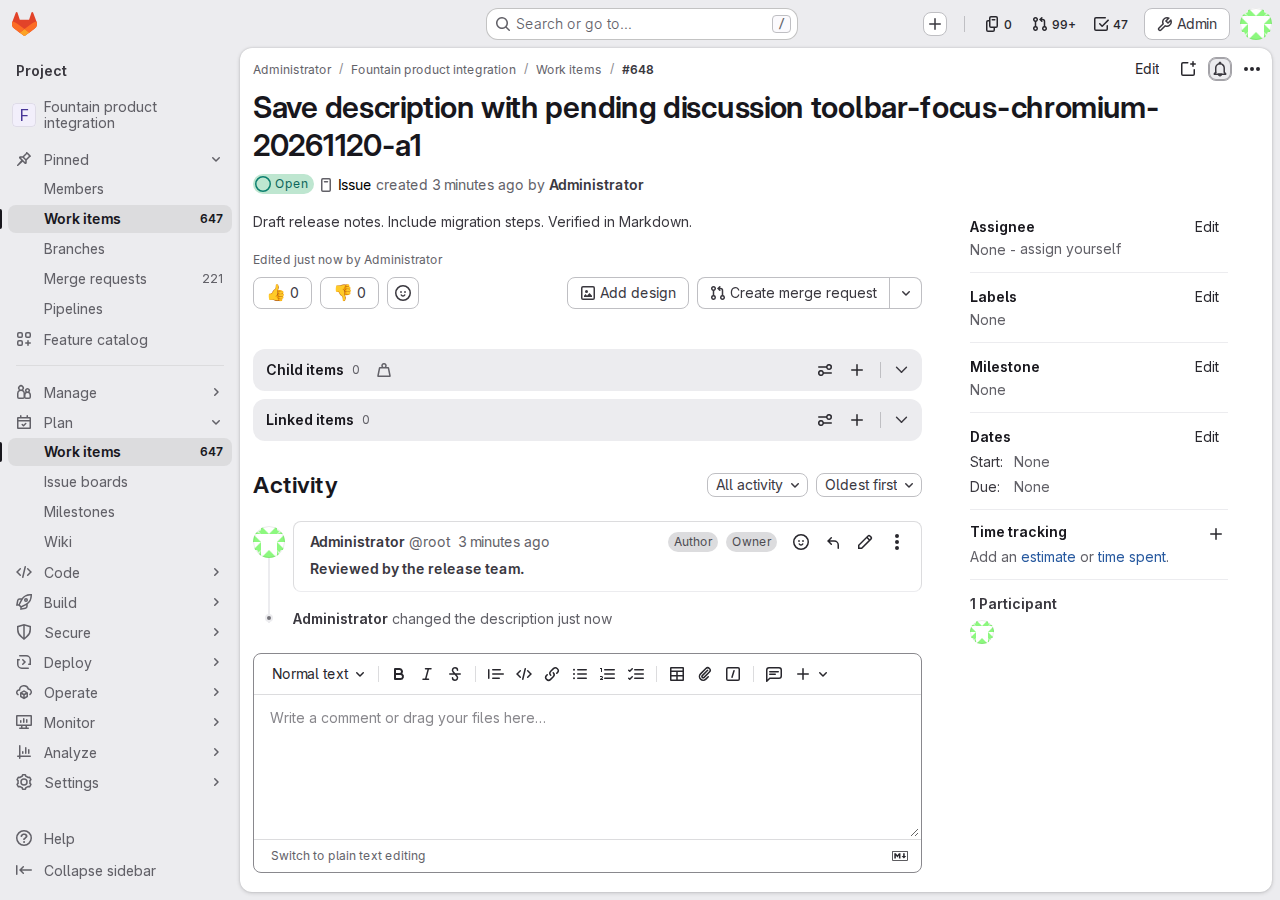 Search or go to…
/
0
99+
47
Admin
Project
Fountain product integration
Pinned
Members
Work items 647
Branches
Merge requests 221
Pipelines
Feature catalog
Manage
Plan
Work items 647
Issue boards
Milestones
Wiki
Code
Build
Secure
Deploy
Operate
Monitor
Analyze
Settings
Help
Collapse sidebar
Administrator / Fountain product integration / Work items / #648
Edit
Save description with pending discussion toolbar-focus-chromium-
20261120-a1
Open Issue created 3 minutes ago by Administrator
Draft release notes. Include migration steps. Verified in Markdown.
Edited just now by Administrator
👍 0
👎 0
Add design
Create merge request
Child items 0
Linked items 0
Activity
All activity
Oldest first
Administrator @root 3 minutes ago
Author
Owner
Reviewed by the release team.
Administrator changed the description just now
Normal text
Write a comment or drag your files here…
Switch to plain text editing
Assignee Edit
None - assign yourself
Labels Edit
None
Milestone Edit
None
Dates Edit
Start: None
Due: None
Time tracking
Add an estimate or time spent.
1 Participant
F